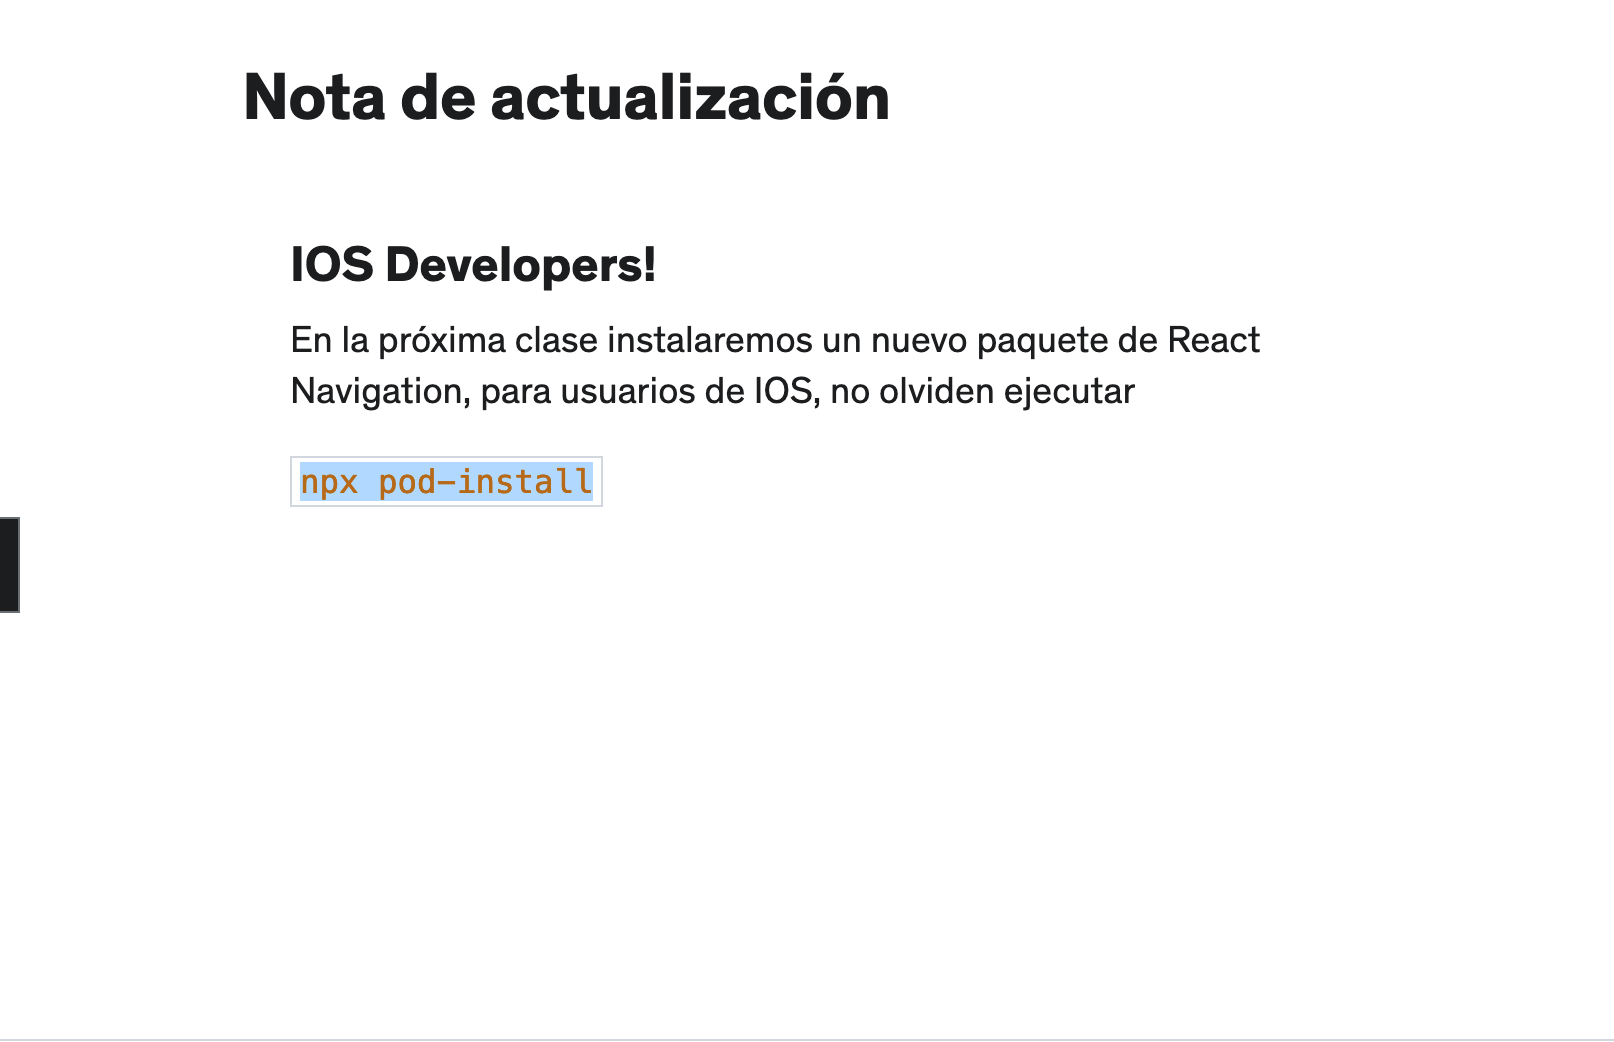 Nota de actualización
IOS Developers!
En la próxima clase instalaremos un nuevo paquete de React
Navigation, para usuarios de IOS, no olviden ejecutar
npx pod-install